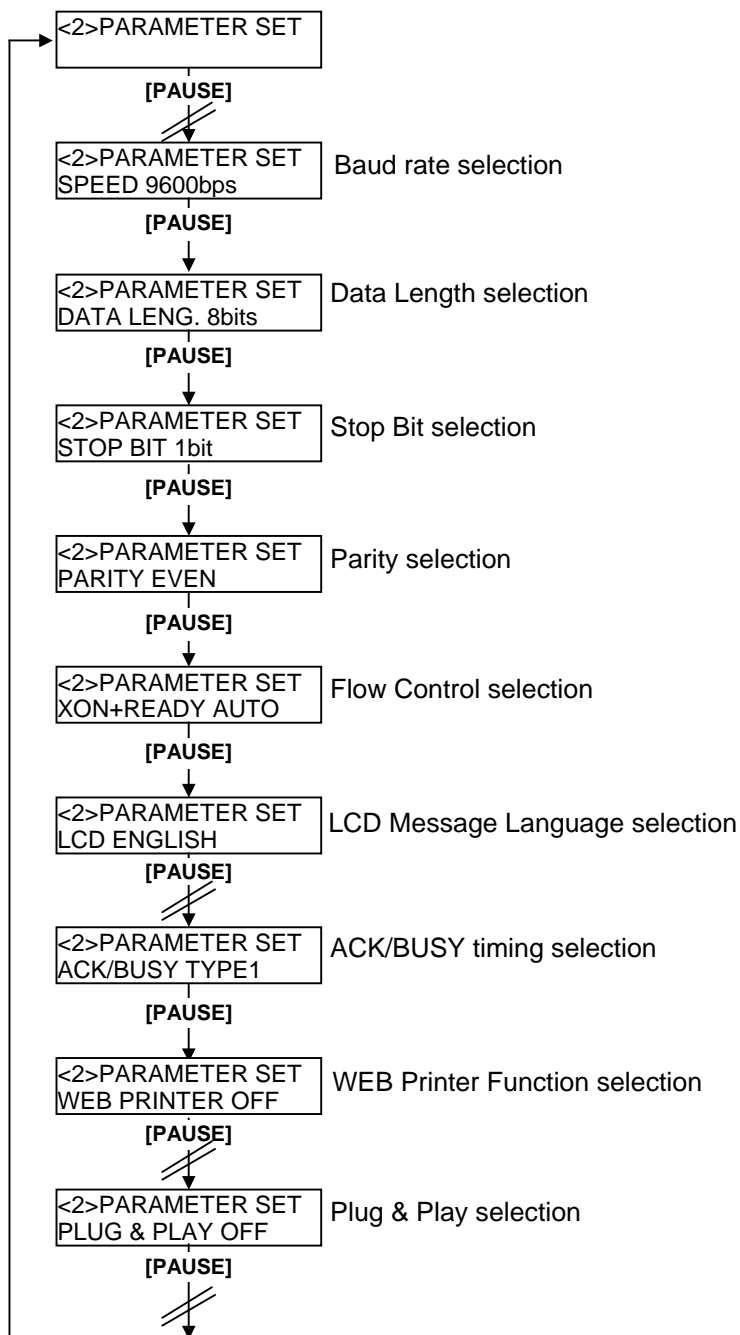 <2>PARAMETER SET
[PAUSE]
<2>PARAMETER SET
SPEED 9600bps
Baud rate selection
[PAUSE]
<2>PARAMETER SET
DATA LENG. 8bits
Data Length selection
[PAUSE]
<2>PARAMETER SET
STOP BIT 1bit
Stop Bit selection
[PAUSE]
<2>PARAMETER SET
PARITY EVEN
Parity selection
[PAUSE]
<2>PARAMETER SET
XON+READY AUTO
Flow Control selection
[PAUSE]
<2>PARAMETER SET
LCD ENGLISH
LCD Message Language selection
[PAUSE]
<2>PARAMETER SET
ACK/BUSY TYPE1
ACK/BUSY timing selection
[PAUSE]
<2>PARAMETER SET
WEB PRINTER OFF
WEB Printer Function selection
[PAUSE]
<2>PARAMETER SET
PLUG & PLAY OFF
Plug & Play selection
[PAUSE]